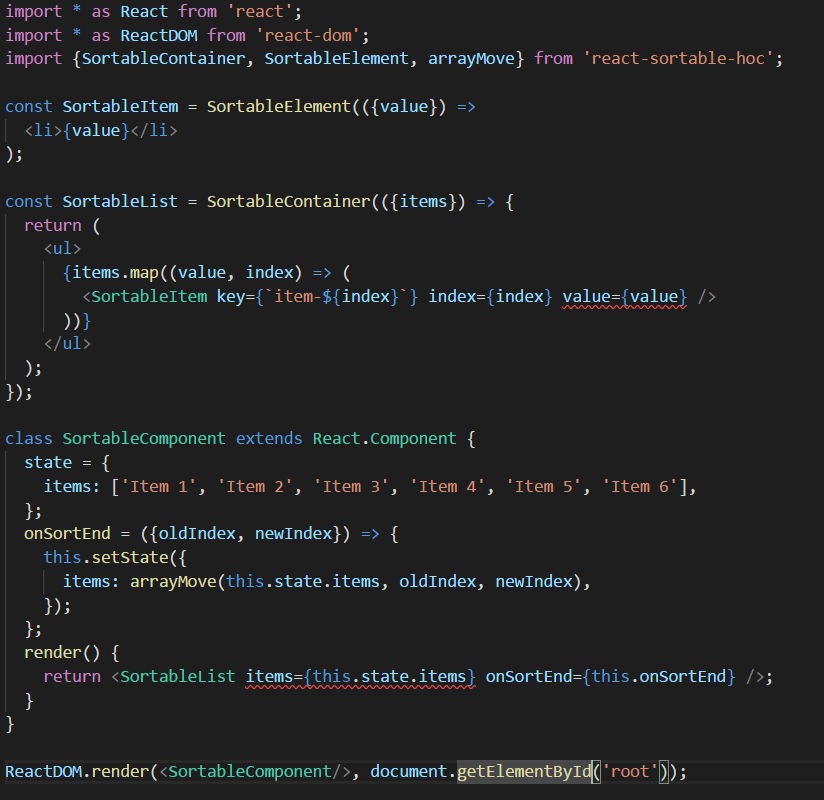 import * as React from 'react';
import * as ReactDOM from 'react-dom';
import {SortableContainer, SortableElement, arrayMove} from 'react-sortable-hoc';

const SortableItem = SortableElement(({value}) =>
  <li>{value}</li>
);

const SortableList = SortableContainer(({items}) => {
  return (
    <ul>
      {items.map((value, index) => (
        <SortableItem key={`item-${index}`} index={index} value={value} />
      ))}
    </ul>
  );
});

class SortableComponent extends React.Component {
  state = {
    items: ['Item 1', 'Item 2', 'Item 3', 'Item 4', 'Item 5', 'Item 6'],
  };
  onSortEnd = ({oldIndex, newIndex}) => {
    this.setState({
      items: arrayMove(this.state.items, oldIndex, newIndex),
    });
  };
  render() {
    return <SortableList items={this.state.items} onSortEnd={this.onSortEnd} />;
  }
}

ReactDOM.render(<SortableComponent/>, document.getElementById('root'));